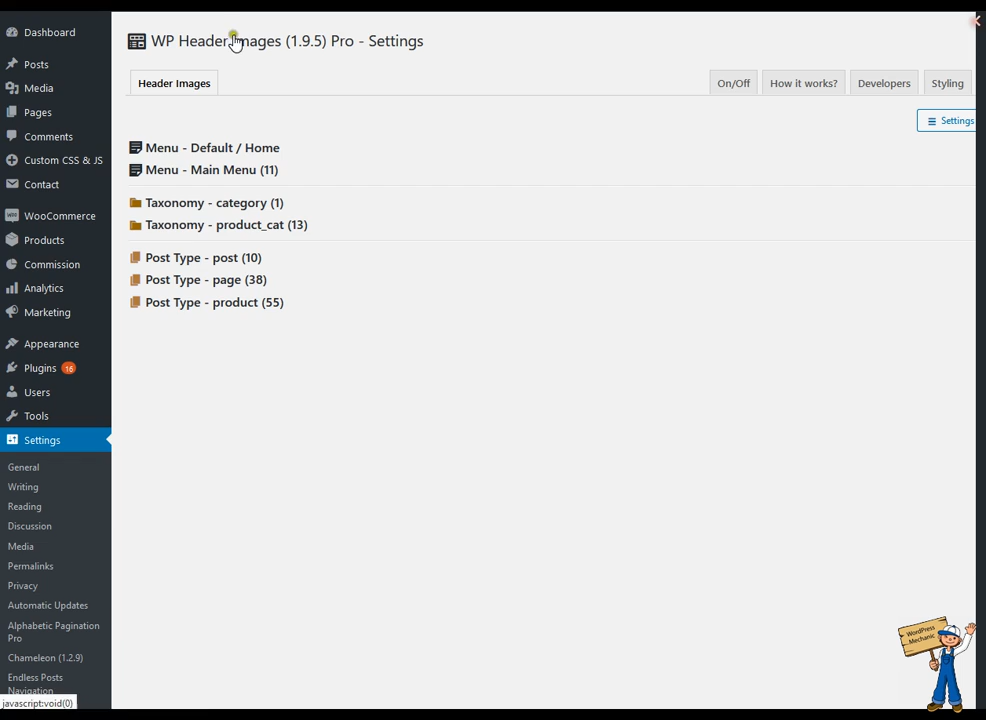 Dashboard
Posts
Media
Pages
Comments
Custom CSS & JS
Contact
WooCommerce
Products
Commission
Analytics
Marketing
Appearance
Plugins 16
Users
Tools
Settings
General
Writing
Reading
Discussion
Media
Permalinks
Privacy
Automatic Updates
Alphabetic Pagination
Pro
Chameleon (1.2.9)
Endless Posts
Navigation
javascript:void(0)
WP Header Images (1.9.5) Pro - Settings
Header Images
On/Off
How it works?
Developers
Styling
Settings
Menu - Default / Home
Menu - Main Menu (11)
Taxonomy - category (1)
Taxonomy - product_cat (13)
Post Type - post (10)
Post Type - page (38)
Post Type - product (55)
WordPress
Mechanic